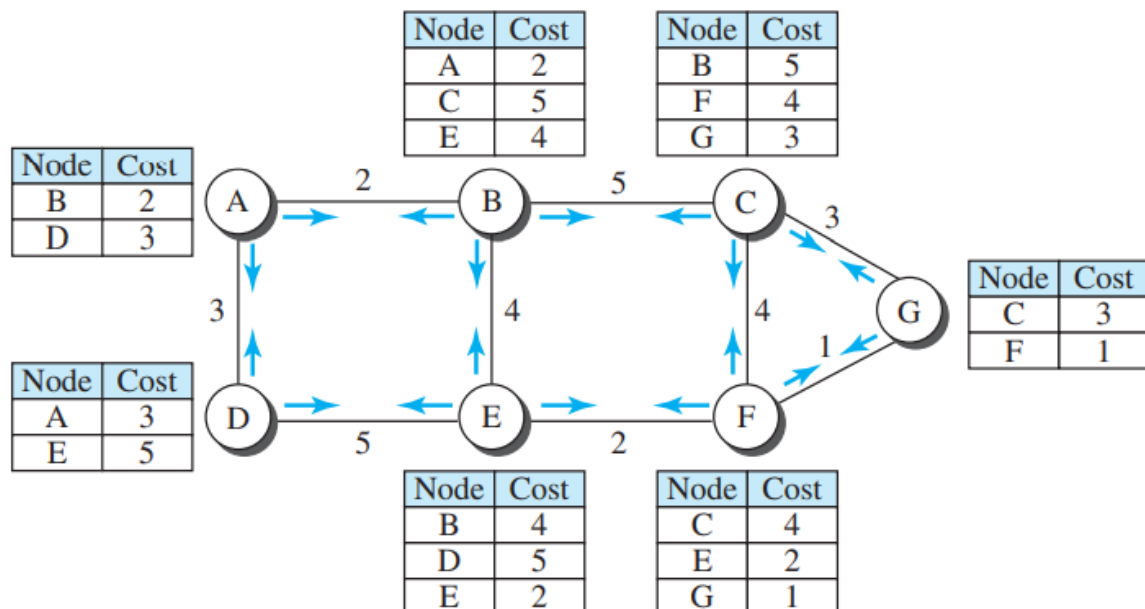 Node Cost
A 2
C 5
E 4
Node Cost
B 5
F 4
G 3
Node Cost
B 2
D 3
A
2
B
5
C
3
3
4
4
G
1
Node Cost
C 3
F 1
Node Cost
A 3
E 5
D
5
E
2
F
Node Cost
B 4
D 5
E 2
Node Cost
C 4
E 2
G 1